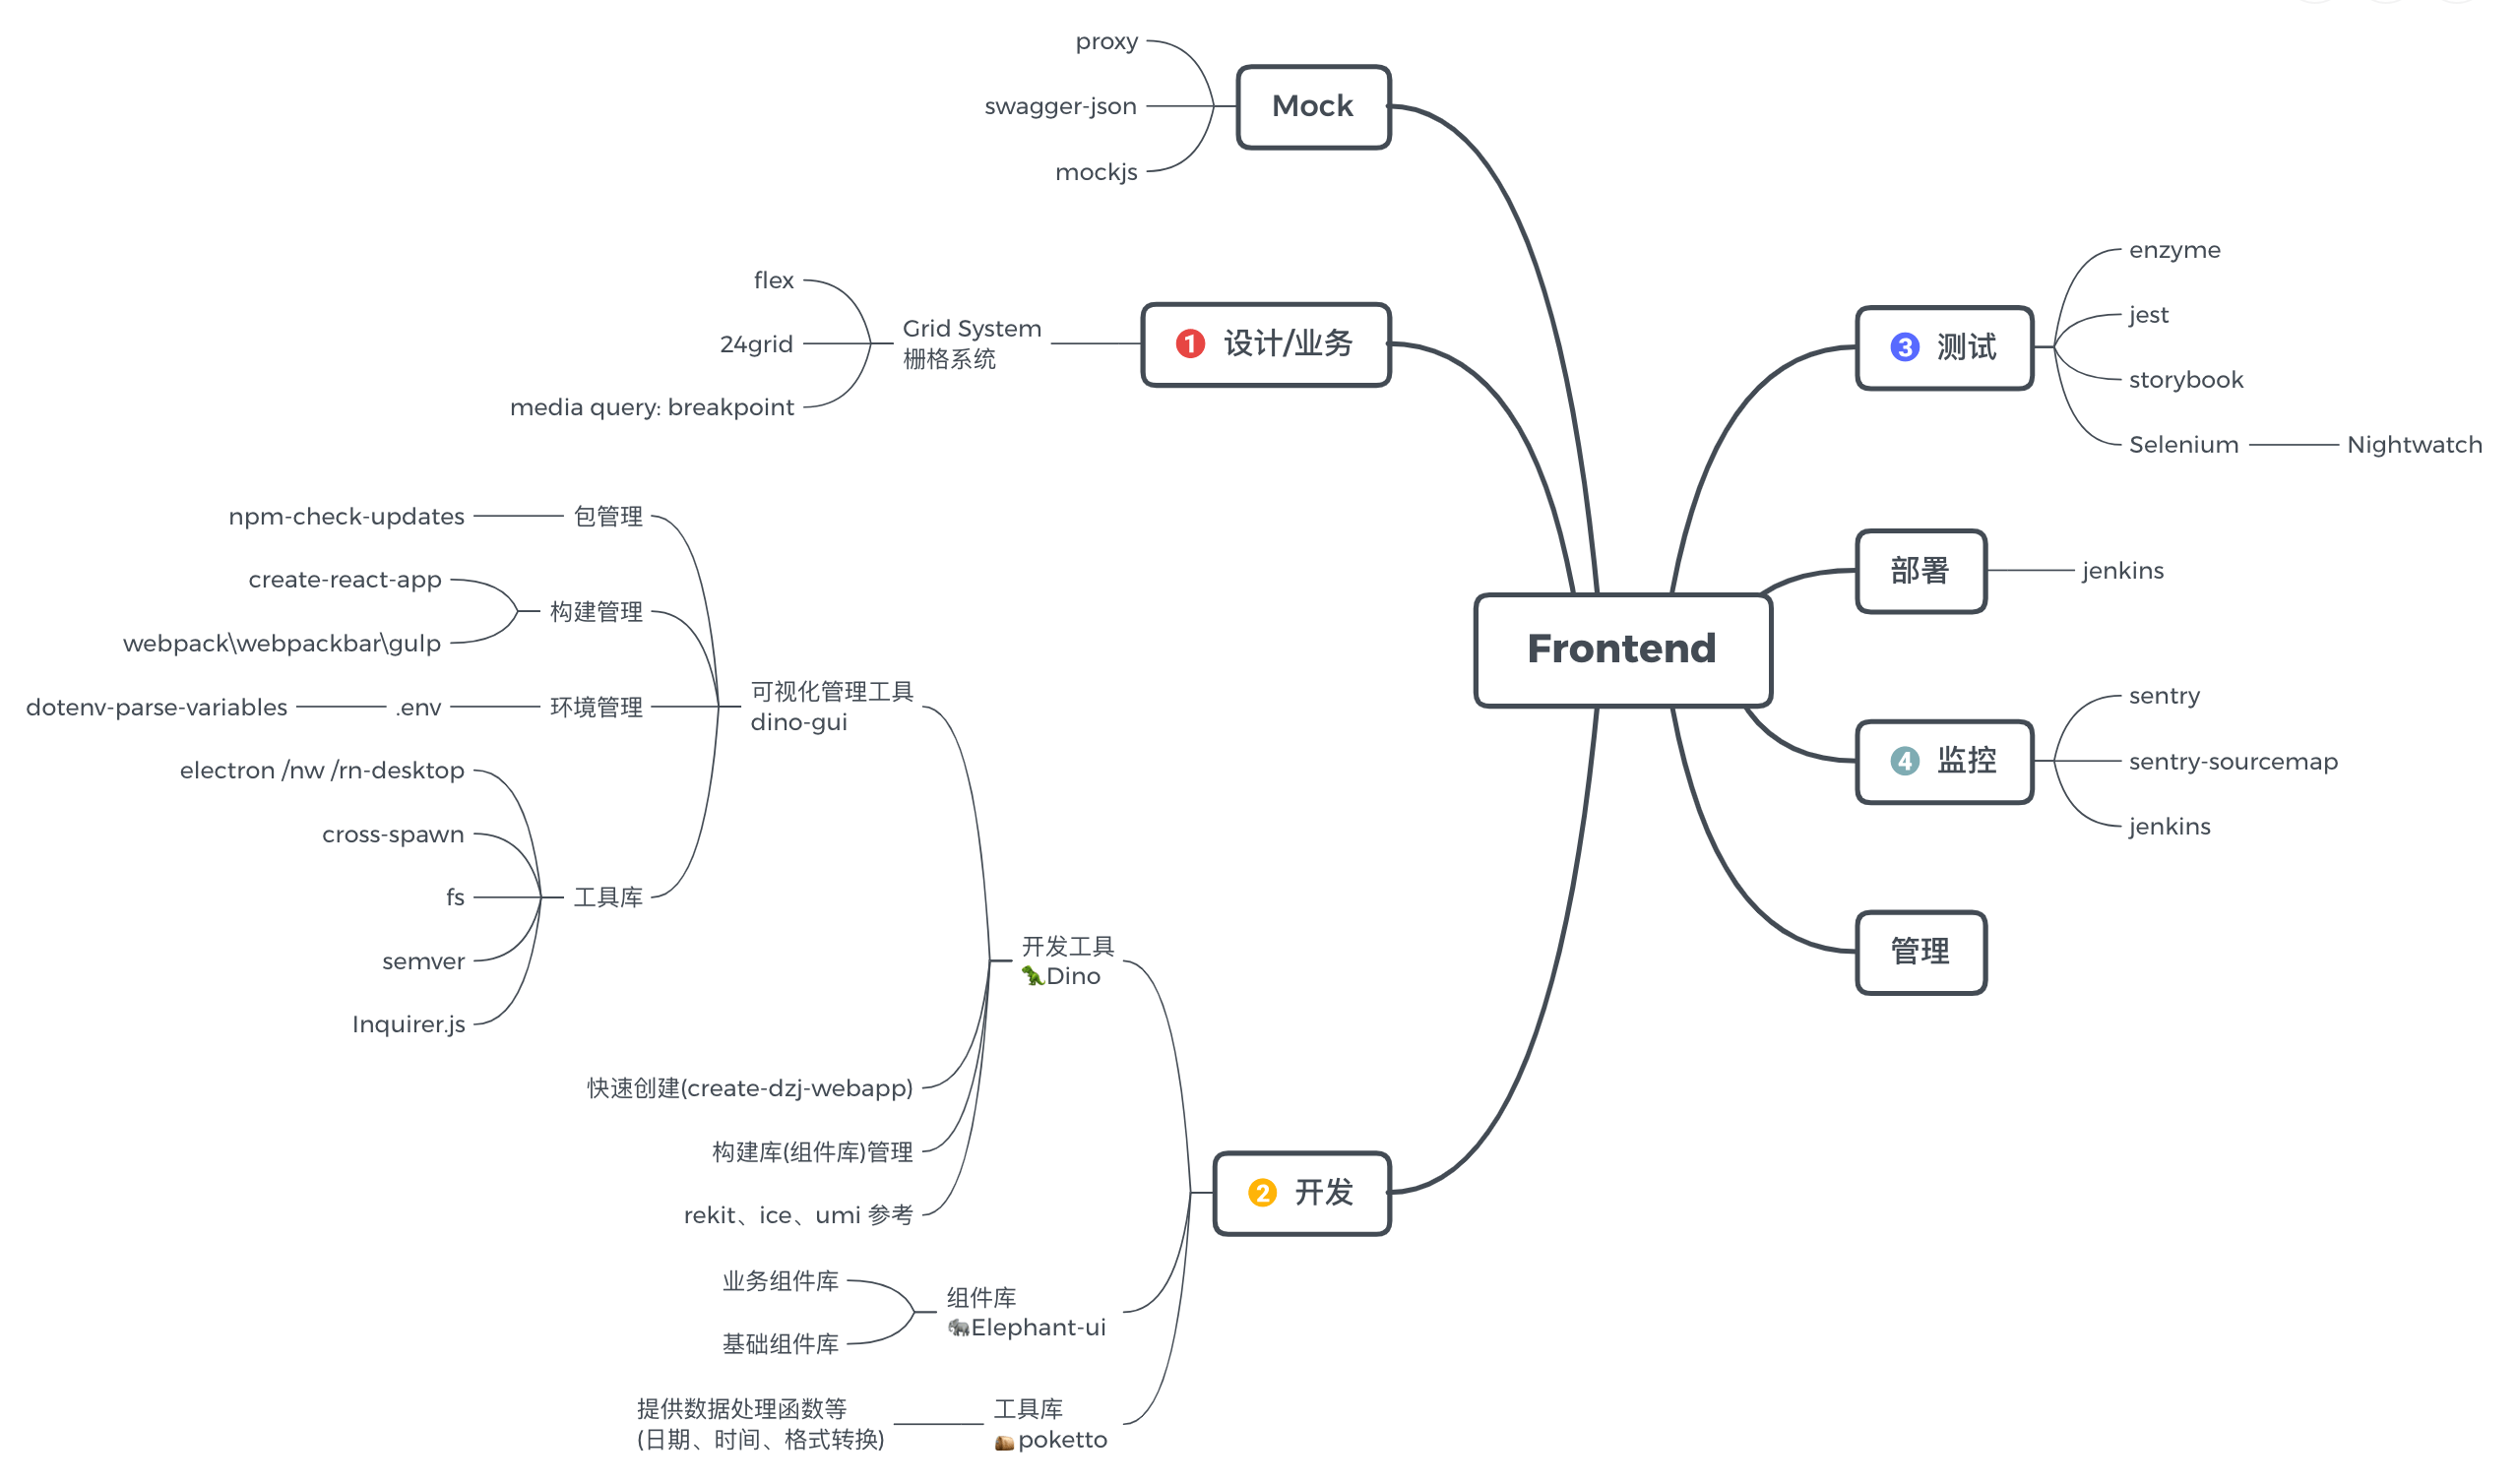 proxy
swagger-json
mockjs
Mock
flex
24grid
media query: breakpoint
Grid System
栅格系统
1 设计/业务
npm-check-updates
包管理
create-react-app
webpack\webpackbar\gulp
构建管理
dotenv-parse-variables
.env
环境管理
electron /nw /rn-desktop
cross-spawn
fs
semver
Inquirer.js
工具库
可视化管理工具
dino-gui
快速创建(create-dzj-webapp)
构建库(组件库)管理
rekit、ice、umi 参考
开发工具
🦖Dino
业务组件库
基础组件库
组件库
🐘Elephant-ui
提供数据处理函数等
(日期、时间、格式转换)
工具库
👝poketto
2 开发
Frontend
3 测试
enzyme
jest
storybook
Selenium
Nightwatch
部署
jenkins
4 监控
sentry
sentry-sourcemap
jenkins
管理